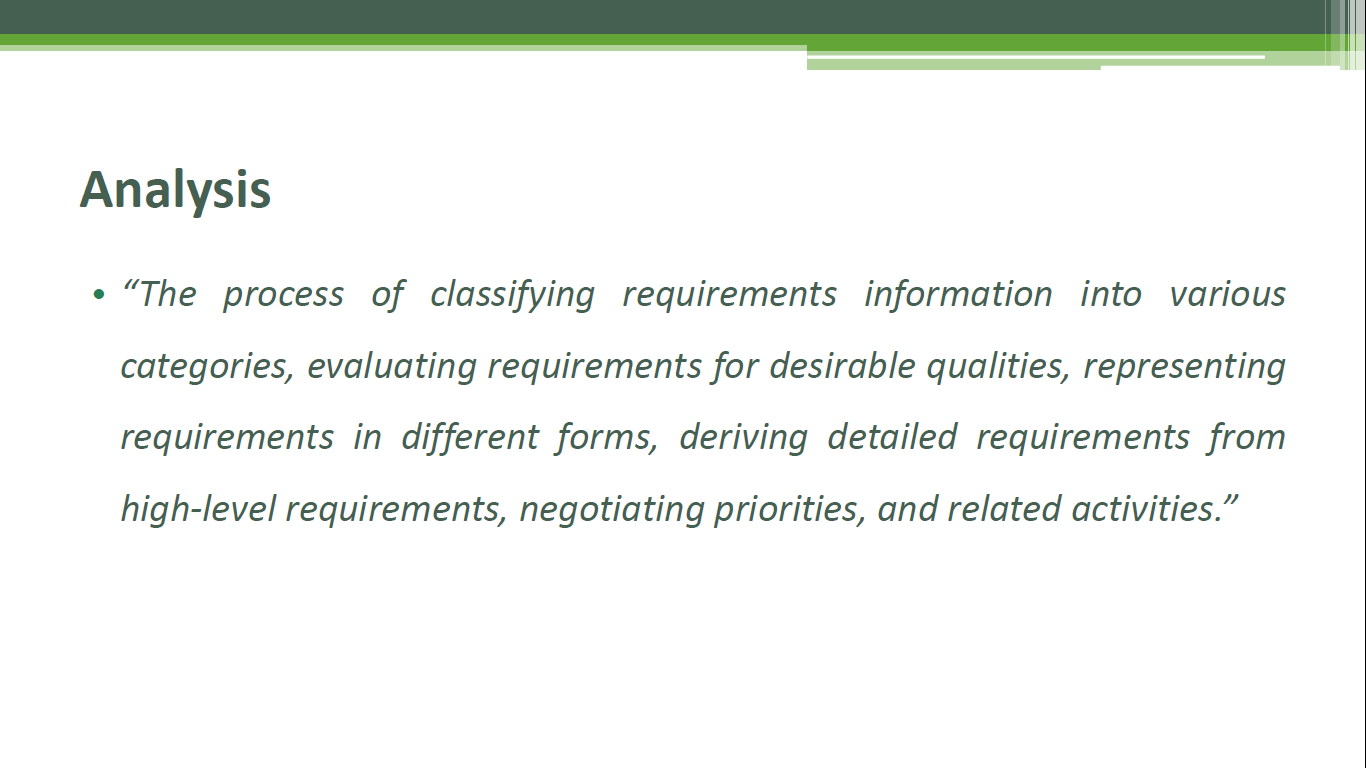 Analysis
• “The process of classifying requirements information into various
categories, evaluating requirements for desirable qualities, representing
requirements in different forms, deriving detailed requirements from
high-level requirements, negotiating priorities, and related activities.”